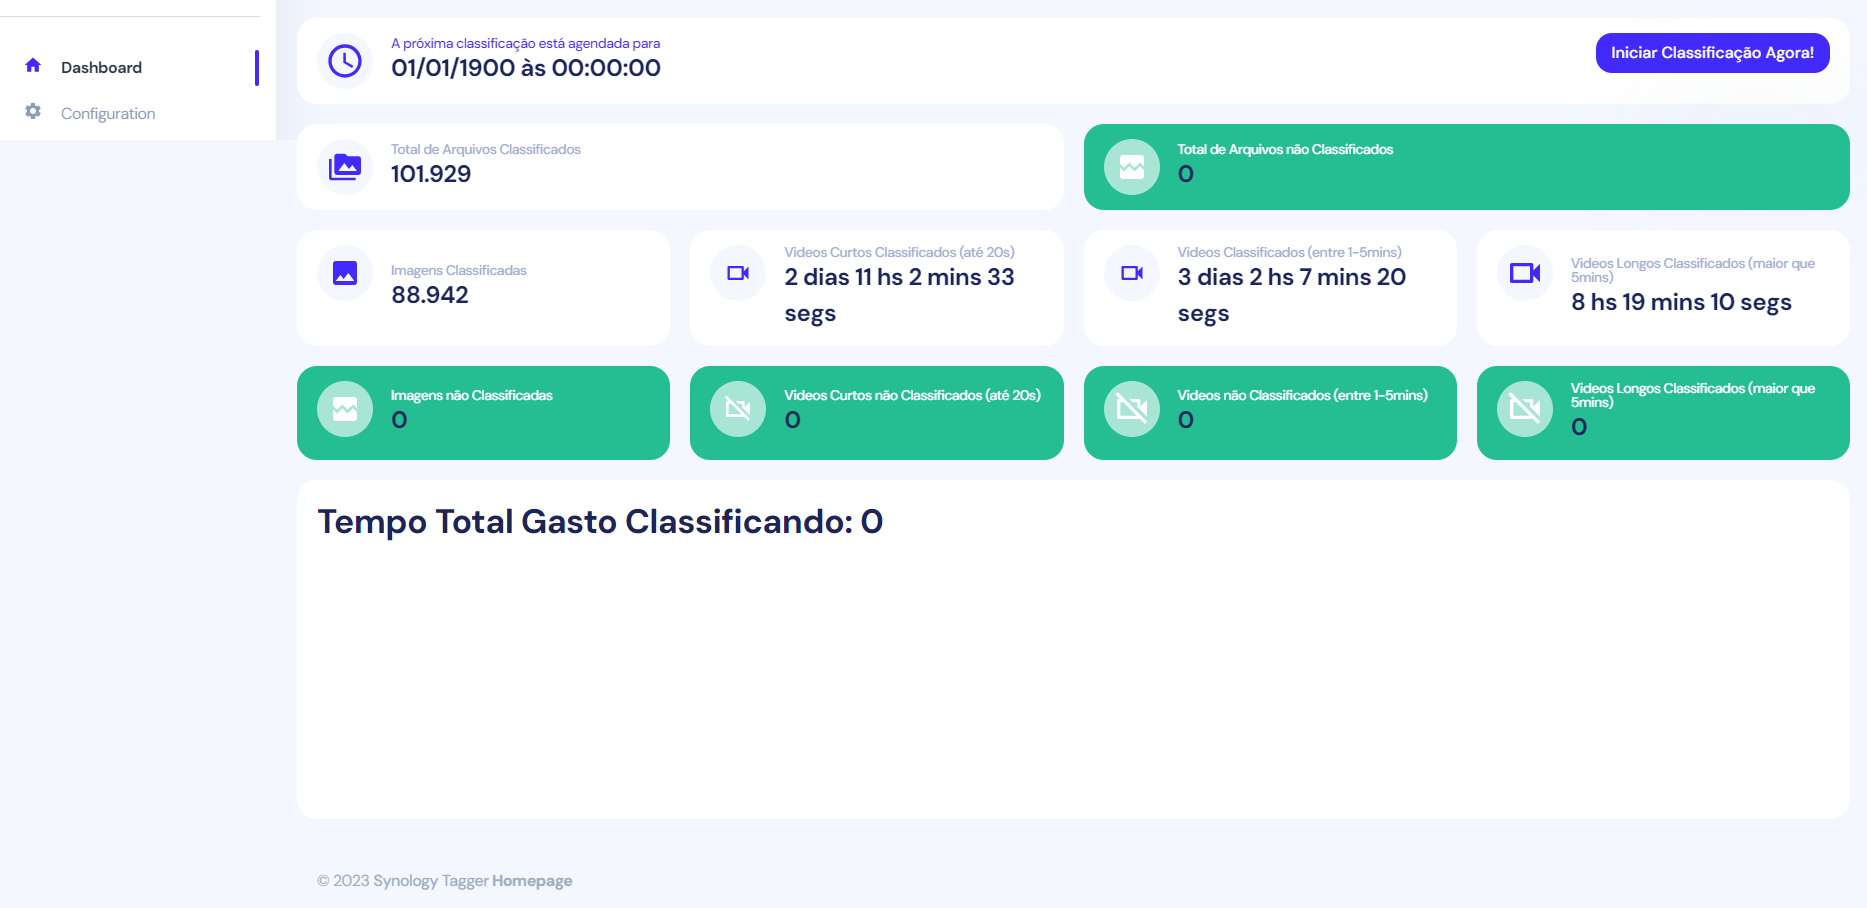 Dashboard
Configuration
A próxima classificação está agendada para
01/01/1900 às 00:00:00
Iniciar Classificação Agora!
Total de Arquivos Classificados
101.929
Total de Arquivos não Classificados
0
Imagens Classificadas
88.942
Videos Curtos Classificados (até 20s)
2 dias 11 hs 2 mins 33
segs
Videos Classificados (entre 1-5mins)
3 dias 2 hs 7 mins 20
segs
Videos Longos Classificados (maior que
5mins)
8 hs 19 mins 10 segs
Imagens não Classificadas
0
Videos Curtos não Classificados (até 20s)
0
Videos não Classificados (entre 1-5mins)
0
Videos Longos Classificados (maior que
5mins)
0
Tempo Total Gasto Classificando: 0
© 2023 Synology Tagger Homepage